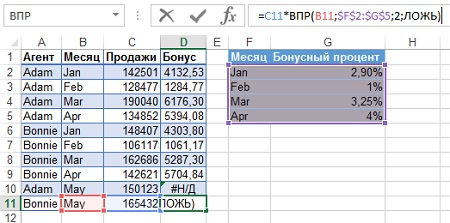 ВПР
=C11*ВПР(B11;$F$2:$G$5;2;ЛОЖЬ)
A B C D E F G H
1 Агент Месяц Продажи Бонус Месяц Бонусный процент
2 Adam Jan 142501 4132,53 Jan 2,90%
3 Adam Feb 128477 1284,77 Feb 1%
4 Adam Mar 190040 6176,30 Mar 3,25%
5 Adam Apr 134852 5394,08 Apr 4%
6 Bonnie Jan 148407 4303,80
7 Bonnie Feb 106117 1061,17
8 Bonnie Mar 162686 5287,30
9 Bonnie Apr 142621 5704,84
10 Adam May 150123 #Н/Д
11 Bonnie May 165432 ЛОЖЬ)